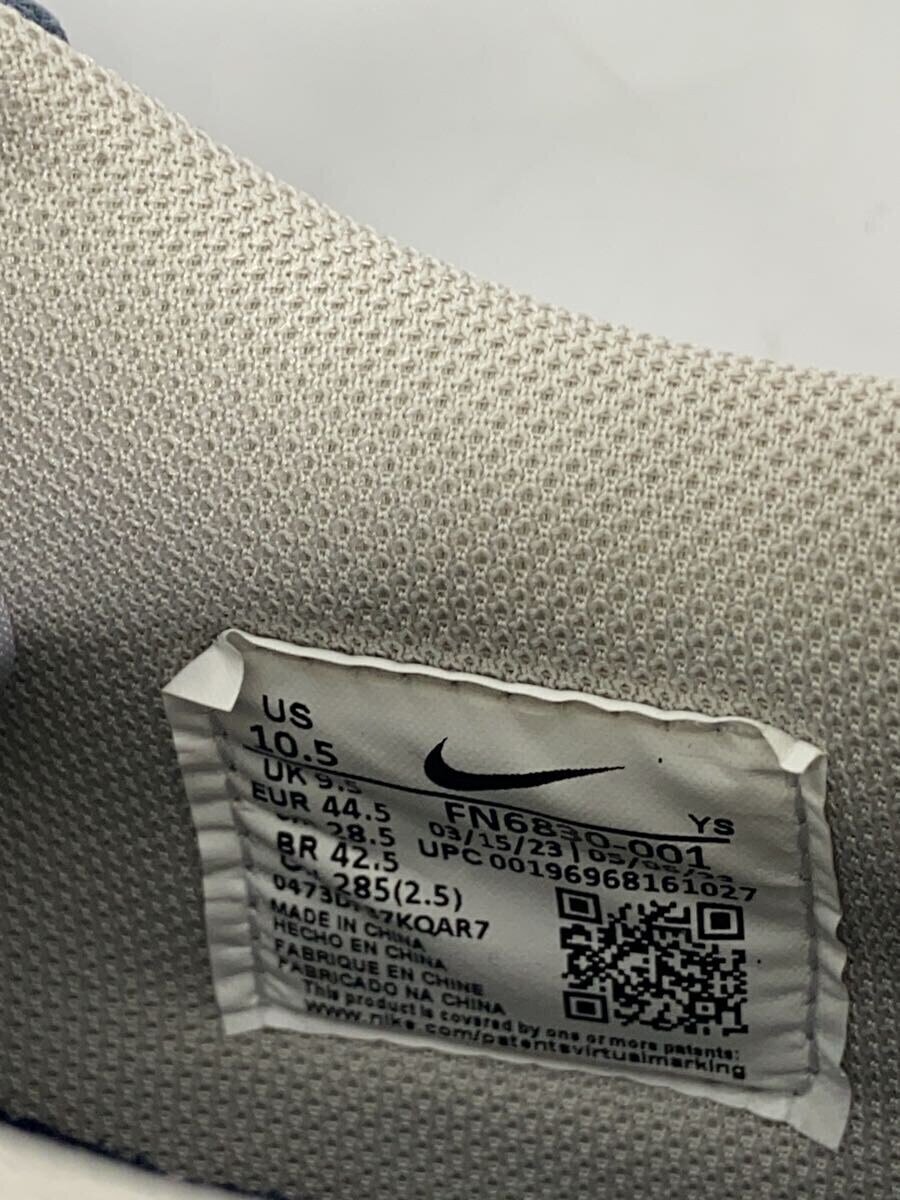 US
10.5
UK 9.5
EUR 44.5
28.5
BR 42.5
285(2.5)
YS
FN6830-001
03/15/23 |
UPC 00196968161027
MADE IN CHINA
HECHO EN CHINA
FABRIQUE EN CHINE
FABRICADO NA CHINA
This product is covered by one or more patents:
www.nike.com/patentsvirtualmarking